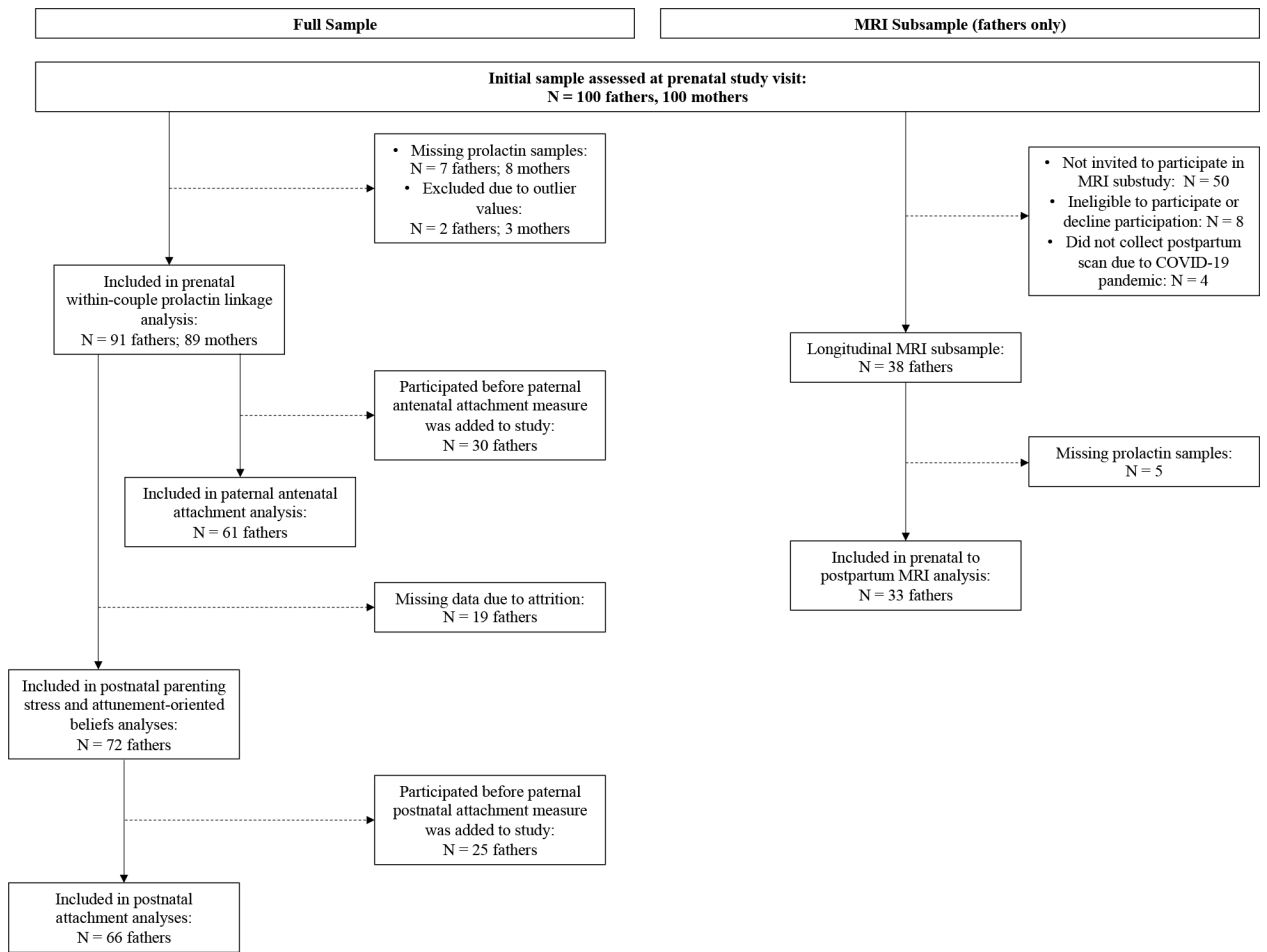 Full Sample
MRI Subsample (fathers only)
Initial sample assessed at prenatal study visit:
N = 100 fathers, 100 mothers
• Missing prolactin samples:
N = 7 fathers; 8 mothers
• Excluded due to outlier
values:
N = 2 fathers; 3 mothers
• Not invited to participate in
MRI substudy: N = 50
• Ineligible to participate or
decline participation: N = 8
• Did not collect postpartum
scan due to COVID-19
pandemic: N = 4
Included in prenatal
within-couple prolactin linkage
analysis:
N = 91 fathers; 89 mothers
Longitudinal MRI subsample:
N = 38 fathers
Participated before paternal
antenatal attachment measure
was added to study:
N = 30 fathers
Missing prolactin samples:
N = 5
Included in paternal antenatal
attachment analysis:
N = 61 fathers
Included in prenatal to
postpartum MRI analysis:
N = 33 fathers
Missing data due to attrition:
N = 19 fathers
Included in postnatal parenting
stress and attunement-oriented
beliefs analyses:
N = 72 fathers
Participated before paternal
postnatal attachment measure
was added to study:
N = 25 fathers
Included in postnatal
attachment analyses:
N = 66 fathers